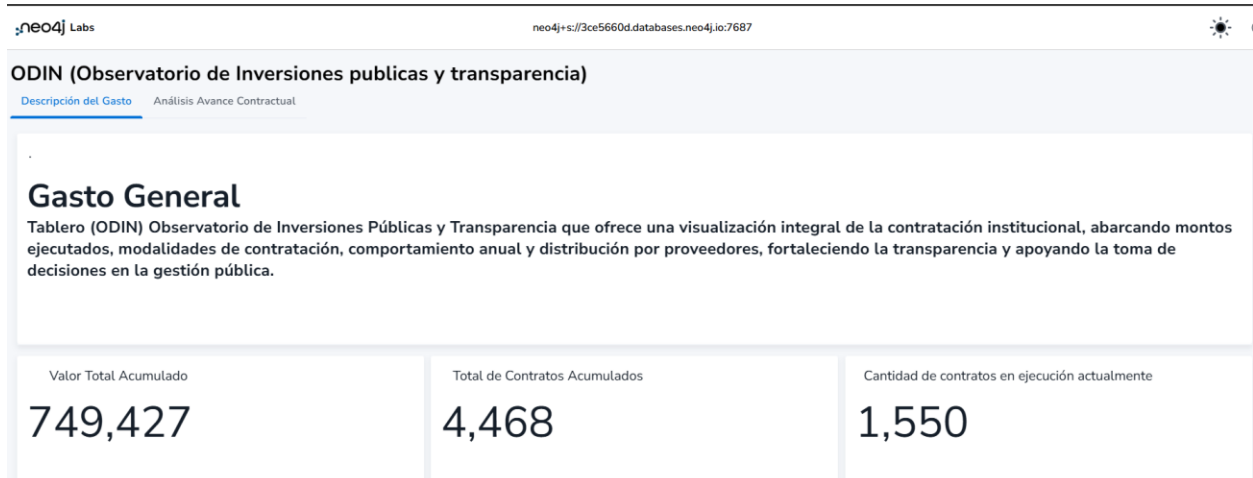 neo4j Labs
neo4j+s://3ce5660d.databases.neo4j.io:7687
ODIN (Observatorio de Inversiones publicas y transparencia)
Descripción del Gasto
Análisis Avance Contractual
.
Gasto General
Tablero (ODIN) Observatorio de Inversiones Públicas y Transparencia que ofrece una visualización integral de la contratación institucional, abarcando montos
ejecutados, modalidades de contratación, comportamiento anual y distribución por proveedores, fortaleciendo la transparencia y apoyando la toma de
decisiones en la gestión pública.
Valor Total Acumulado
749,427
Total de Contratos Acumulados
4,468
Cantidad de contratos en ejecución actualmente
1,550